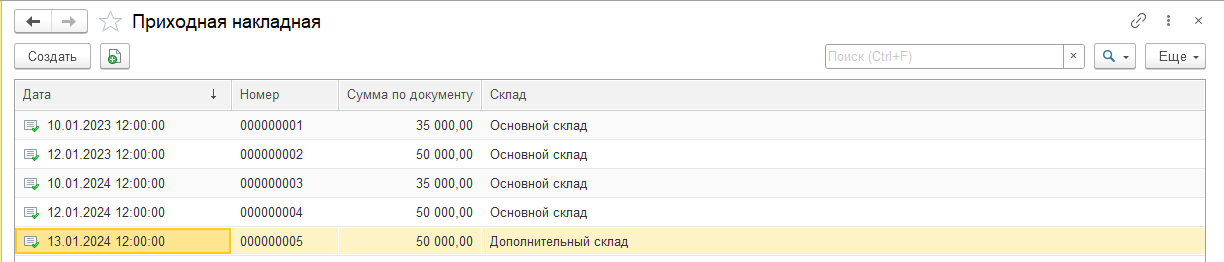 Приходная накладная
Создать Поиск (Ctrl+F) × Еще
Дата ↓ Номер Сумма по документу Склад
10.01.2023 12:00:00 000000001 35 000,00 Основной склад
12.01.2023 12:00:00 000000002 50 000,00 Основной склад
10.01.2024 12:00:00 000000003 35 000,00 Основной склад
12.01.2024 12:00:00 000000004 50 000,00 Основной склад
13.01.2024 12:00:00 000000005 50 000,00 Дополнительный склад